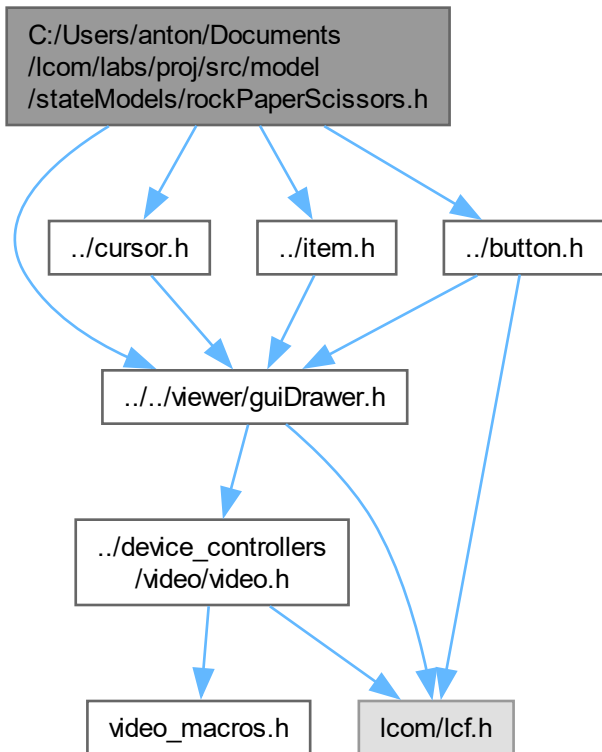 C:/Users/anton/Documents
/lcom/labs/proj/src/model
/stateModels/rockPaperScissors.h
../cursor.h
../item.h
../button.h
../../viewer/guiDrawer.h
../device_controllers
/video/video.h
video_macros.h
lcom/lcf.h